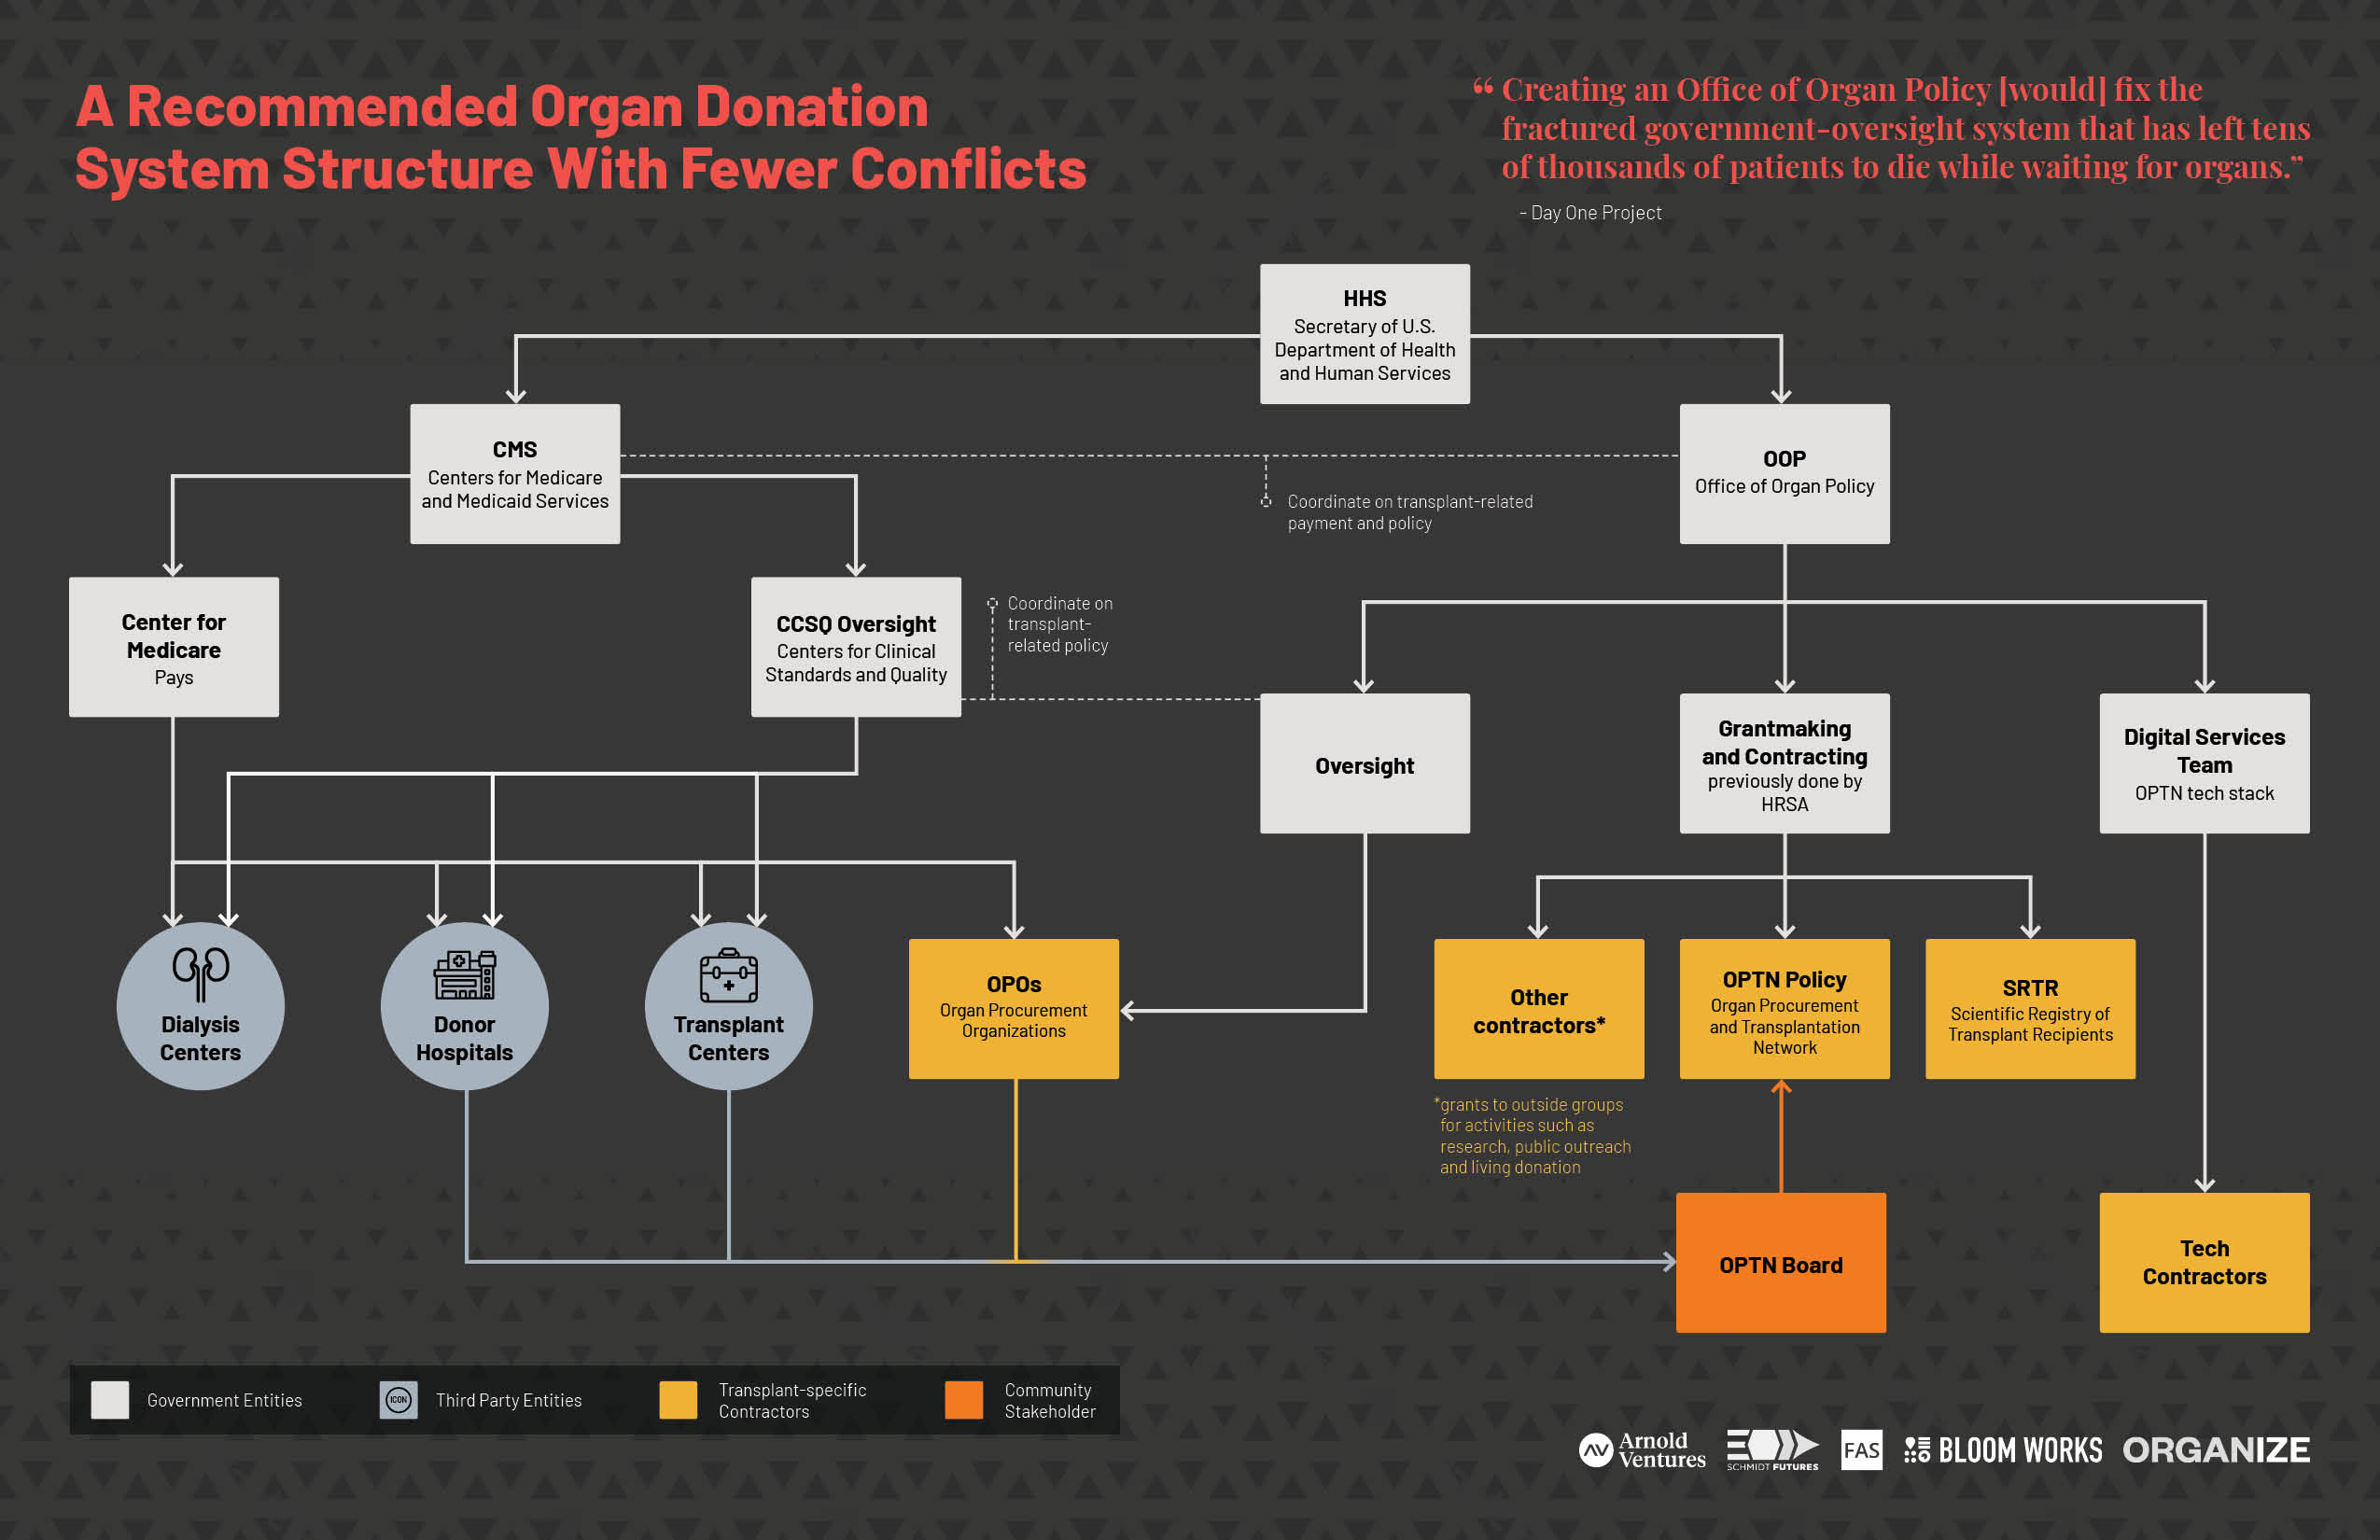 A Recommended Organ Donation
System Structure With Fewer Conflicts
“ Creating an Office of Organ Policy [would] fix the
fractured government-oversight system that has left tens
of thousands of patients to die while waiting for organs.”
- Day One Project
HHS
Secretary of U.S.
Department of Health
and Human Services
CMS
Centers for Medicare
and Medicaid Services
OOP
Office of Organ Policy
Coordinate on transplant-related
payment and policy
Center for
Medicare
Pays
CCSQ Oversight
Centers for Clinical
Standards and Quality
Coordinate on
transplant-
related policy
Oversight
Grantmaking
and Contracting
previously done by
HRSA
Digital Services
Team
OPTN tech stack
Dialysis
Centers
Donor
Hospitals
Transplant
Centers
OPOs
Organ Procurement
Organizations
Other
contractors*
OPTN Policy
Organ Procurement
and Transplantation
Network
SRTR
Scientific Registry of
Transplant Recipients
*grants to outside groups
for activities such as
research, public outreach
and living donation
OPTN Board
Tech
Contractors
Government Entities
ICON
Third Party Entities
Transplant-specific
Contractors
Community
Stakeholder
AV
Arnold
Ventures
SCHMIDT FUTURES
FAS
BLOOM WORKS
ORGANIZE